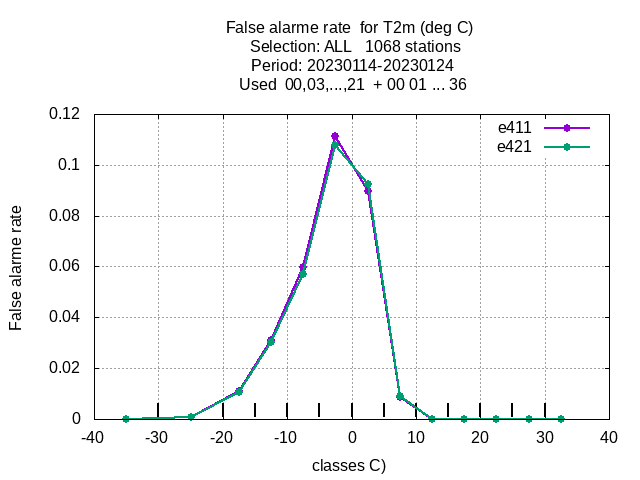 False alarme rate  for T2m (deg C)
Selection: ALL   1068 stations
Period: 20230114-20230124
Used  00,03,...,21  + 00 01 ... 36
e411
e421
0.12
0.1
0.08
0.06
0.04
0.02
0
False alarme rate
-40 -30 -20 -10 0 10 20 30 40
classes C)